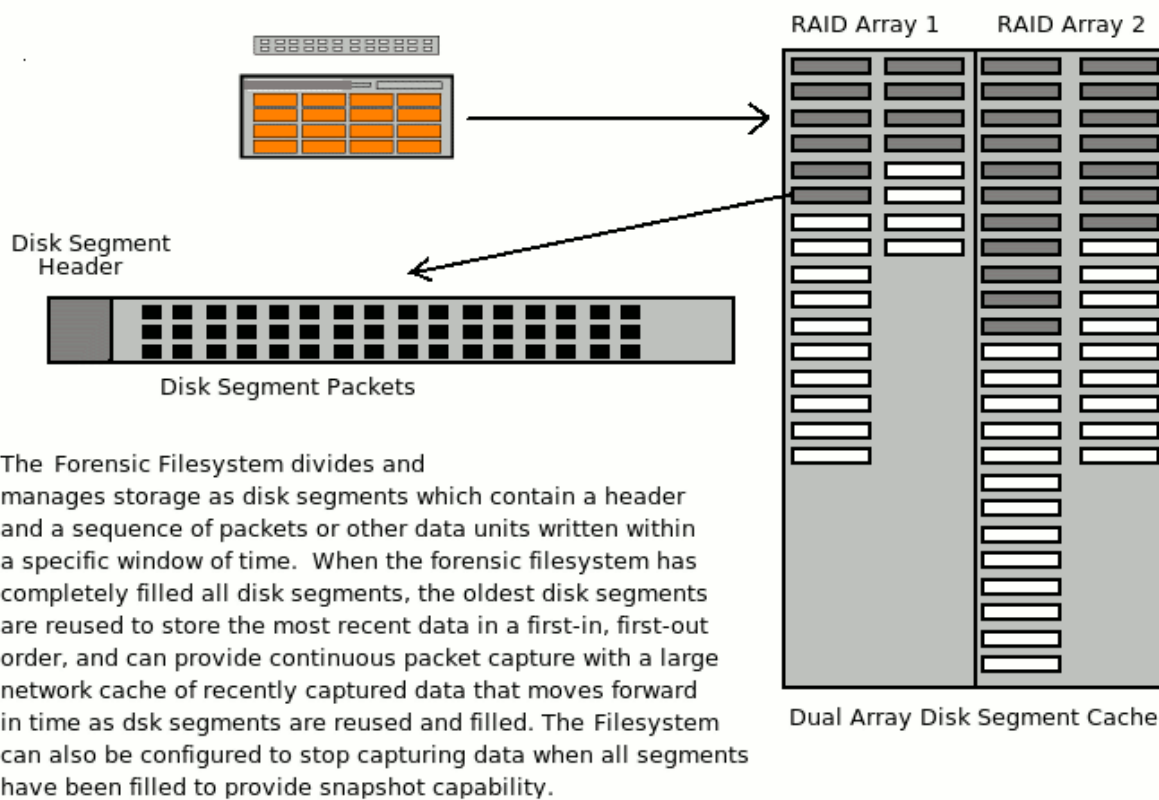 RAID Array 1 RAID Array 2
Disk Segment
Header
Disk Segment Packets
The Forensic Filesystem divides and
manages storage as disk segments which contain a header
and a sequence of packets or other data units written within
a specific window of time. When the forensic filesystem has
completely filled all disk segments, the oldest disk segments
are reused to store the most recent data in a first-in, first-out
order, and can provide continuous packet capture with a large
network cache of recently captured data that moves forward
in time as dsk segments are reused and filled. The Filesystem
can also be configured to stop capturing data when all segments
have been filled to provide snapshot capability.
Dual Array Disk Segment Cache